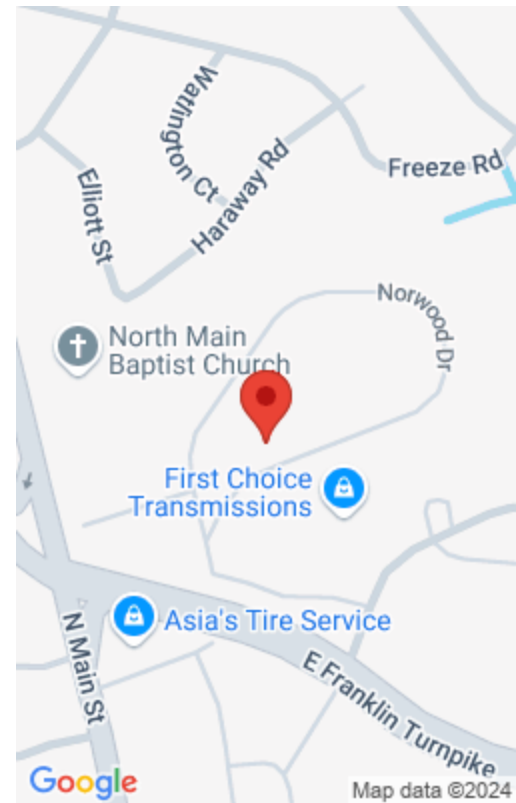 Watlington Ct
Freeze Rd
Haraway Rd
Elliott St
Norwood Dr
North Main
Baptist Church
First Choice
Transmissions
Asia's Tire Service
N Main St
E Franklin Turnpike
Google
Map data ©2024